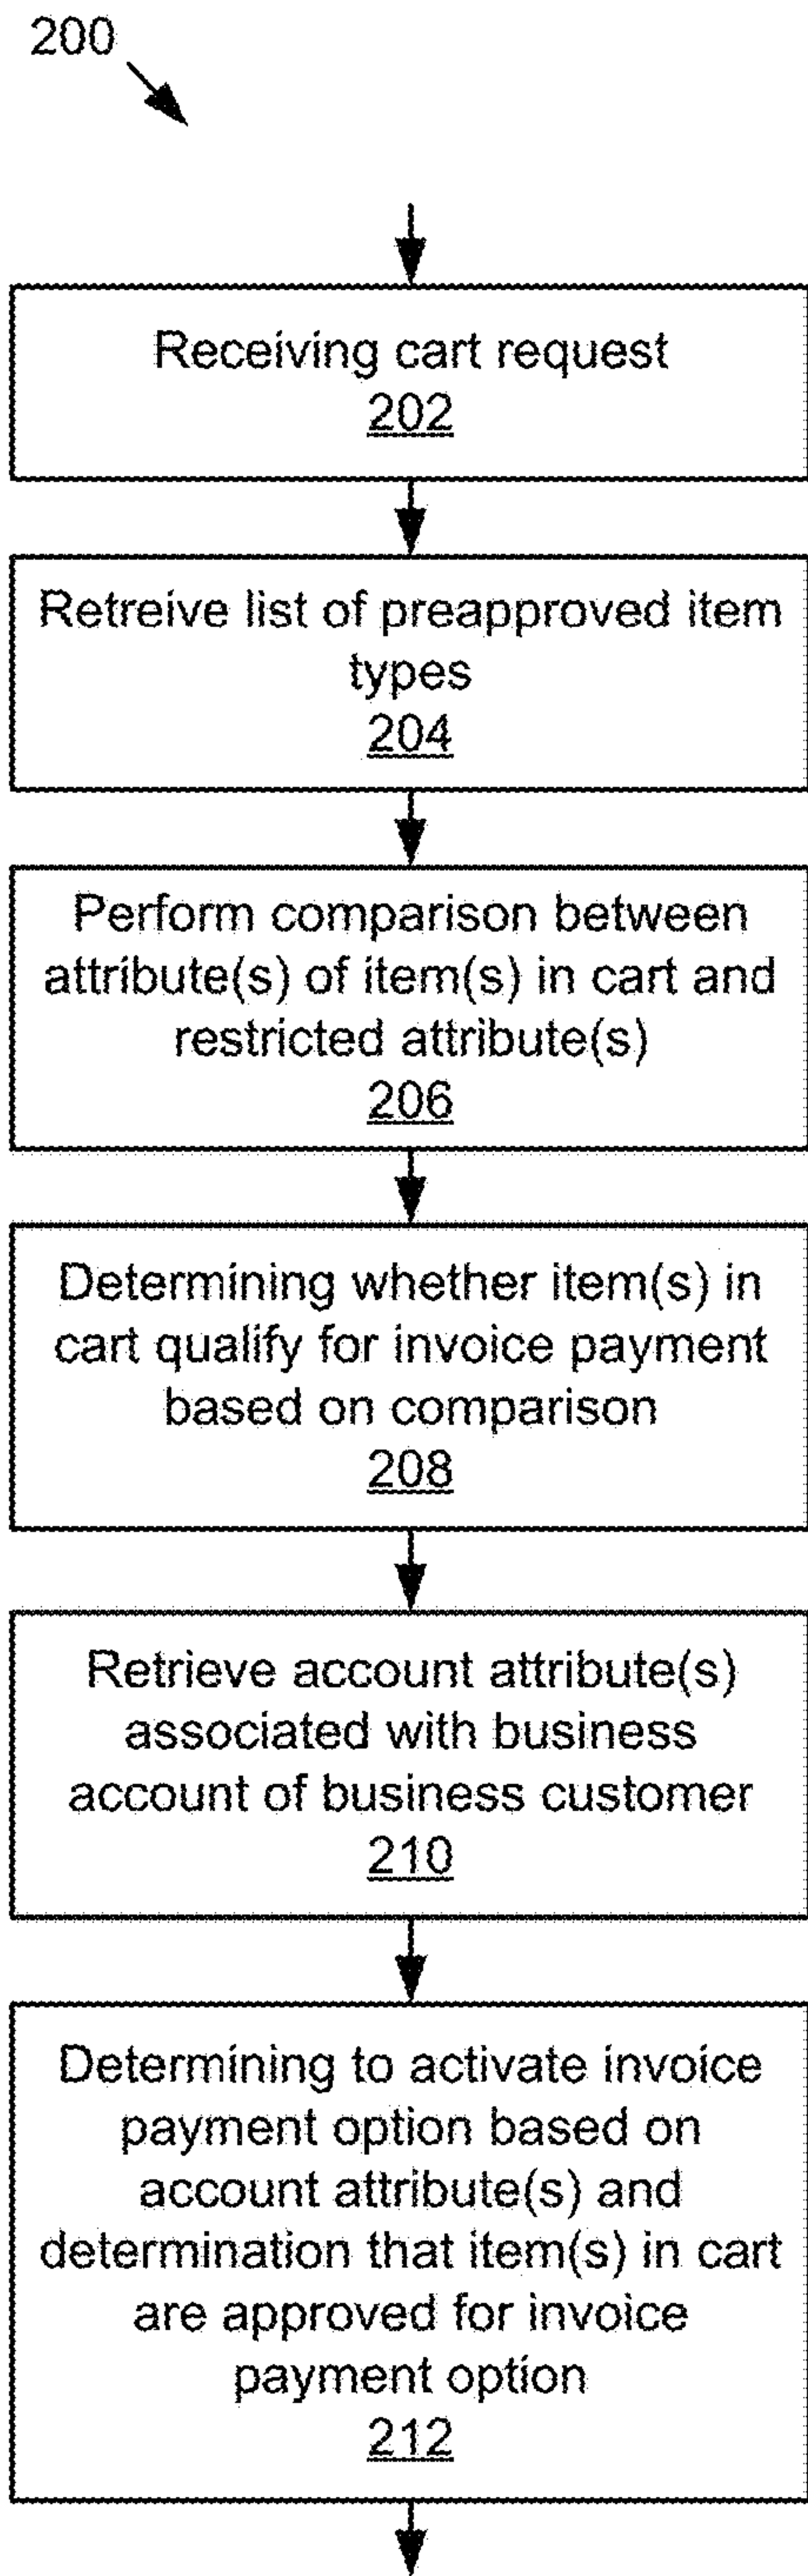 200
Receiving cart request
202
Retreive list of preapproved item
types
204
Perform comparison between
attribute(s) of item(s) in cart and
restricted attribute(s)
206
Determining whether item(s) in
cart qualify for invoice payment
based on comparison
208
Retrieve account attribute(s)
associated with business
account of business customer
210
Determining to activate invoice
payment option based on
account attribute(s) and
determination that item(s) in cart
are approved for invoice
payment option
212